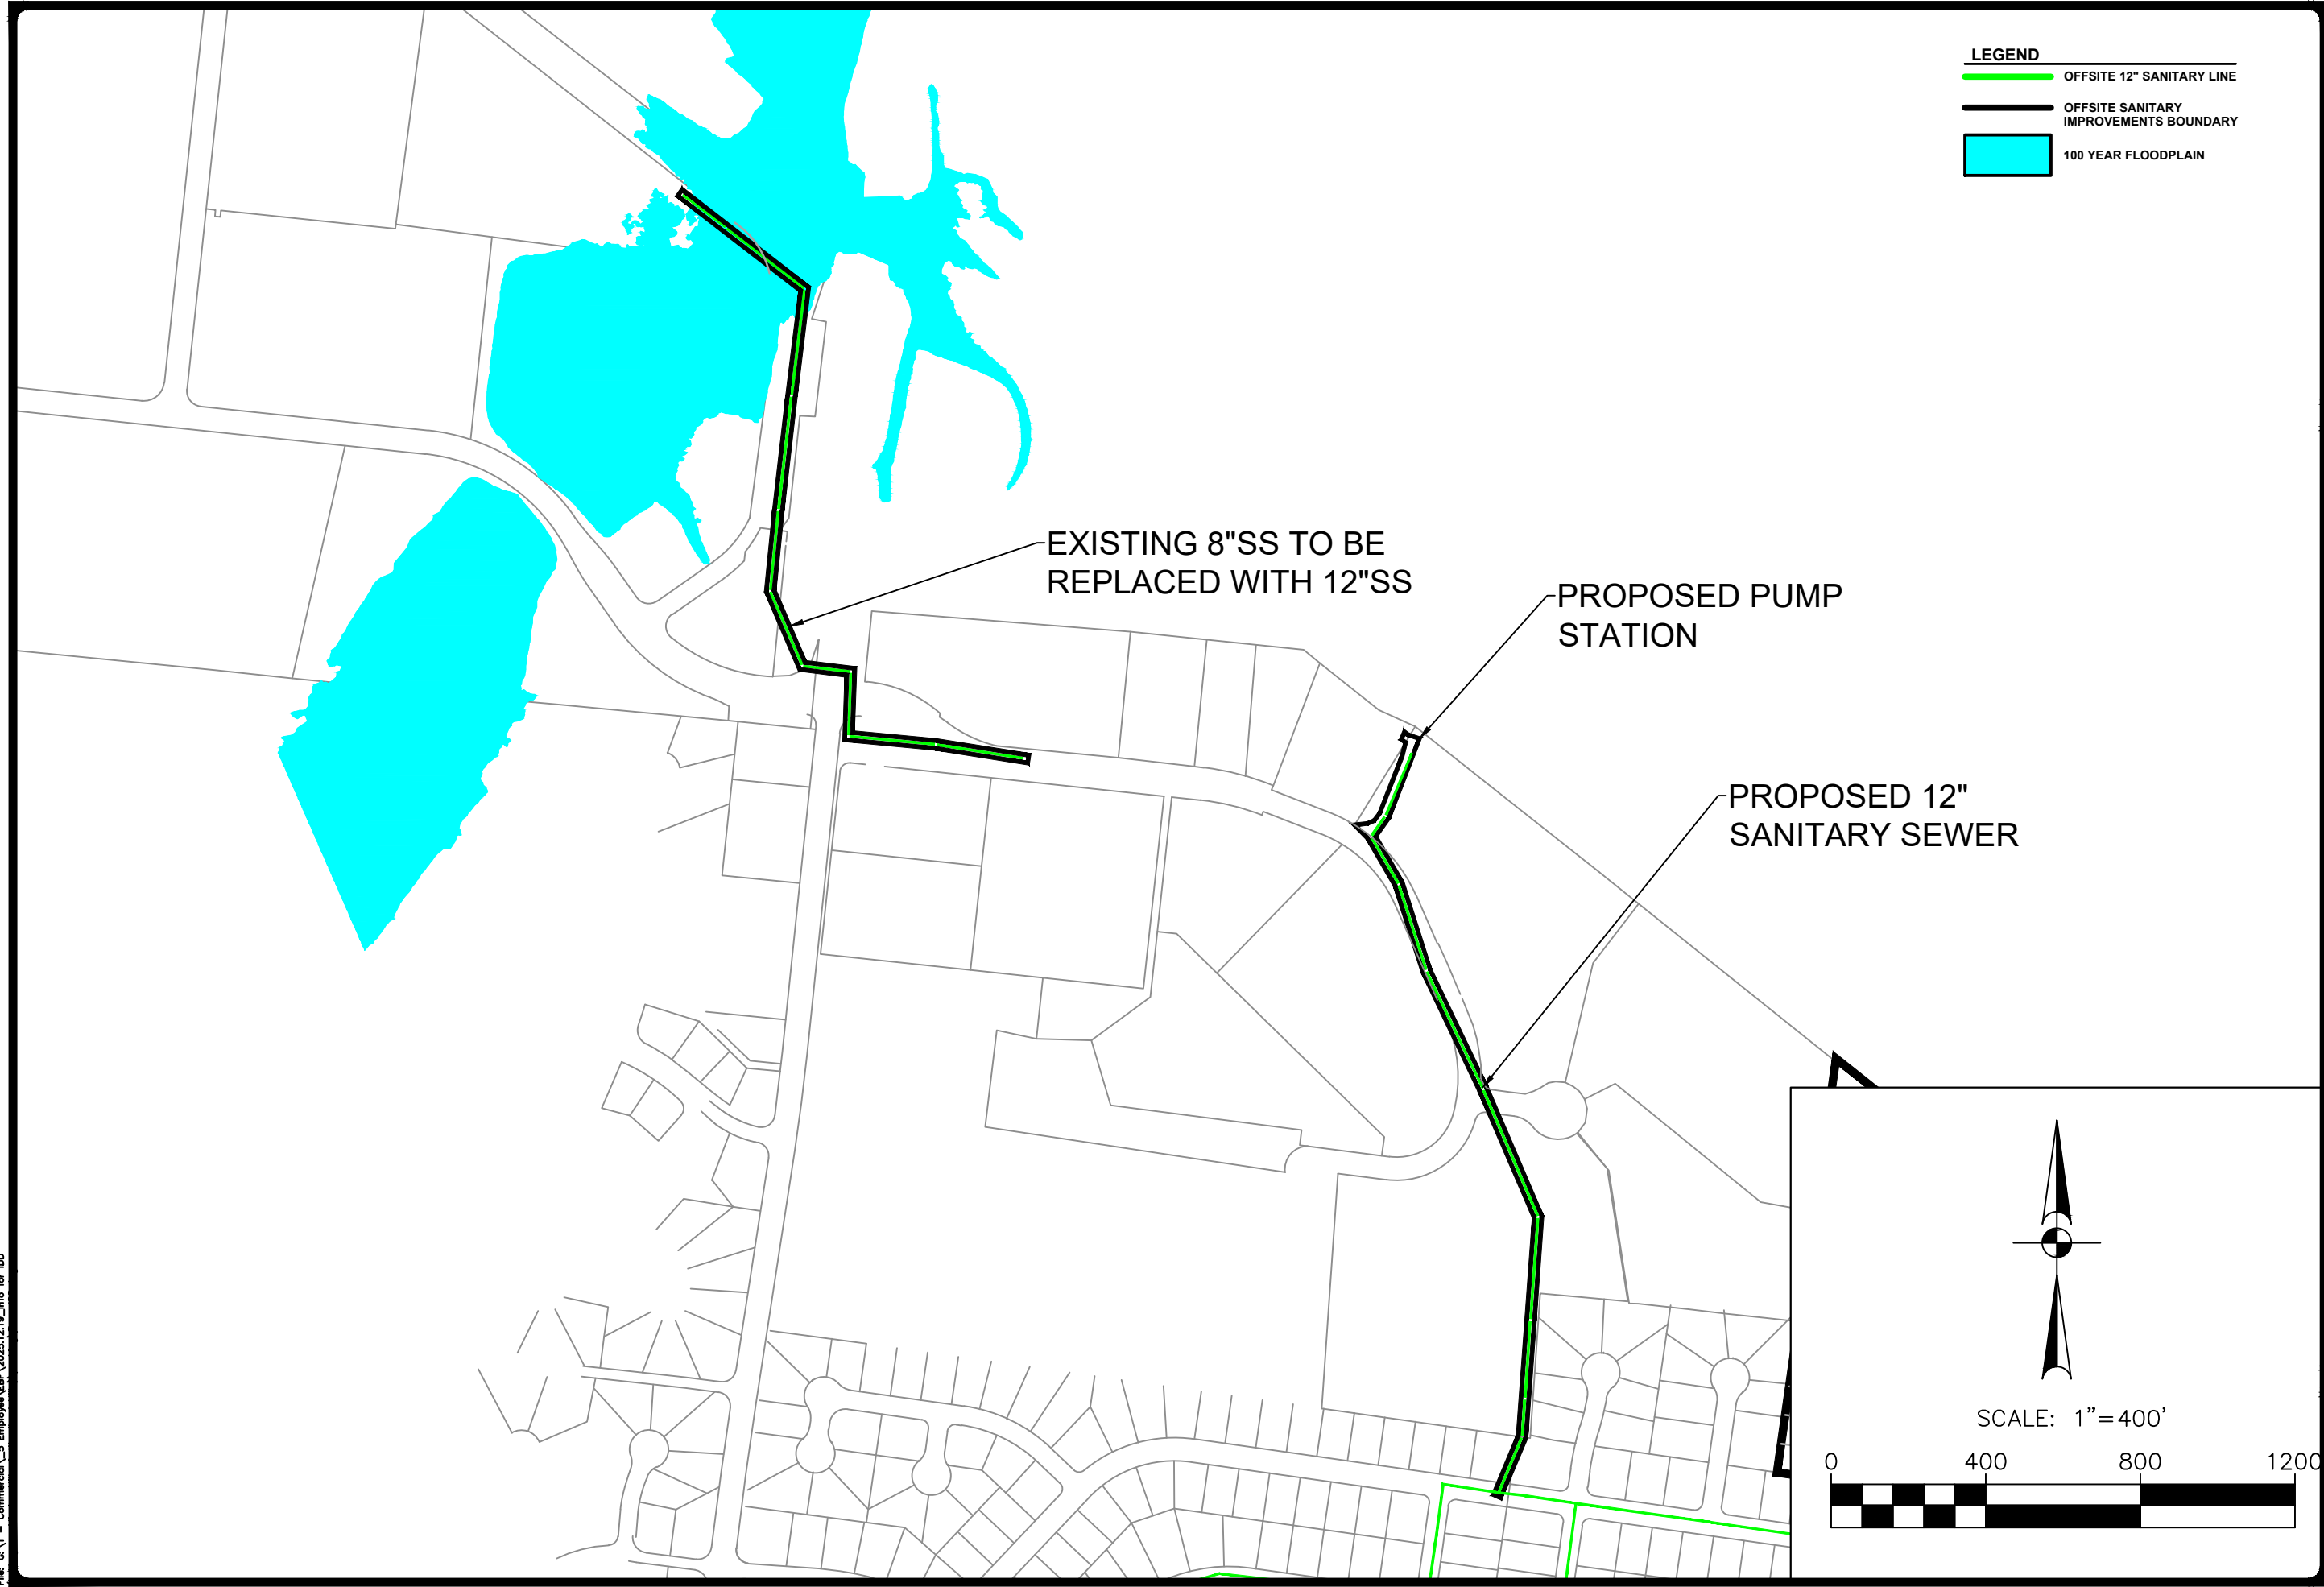 LEGEND
OFFSITE 12" SANITARY LINE
OFFSITE SANITARY
IMPROVEMENTS BOUNDARY
100 YEAR FLOODPLAIN
EXISTING 8"SS TO BE
REPLACED WITH 12"SS
PROPOSED PUMP
STATION
PROPOSED 12"
SANITARY SEWER
SCALE: 1"=400'
0 400 800 1200